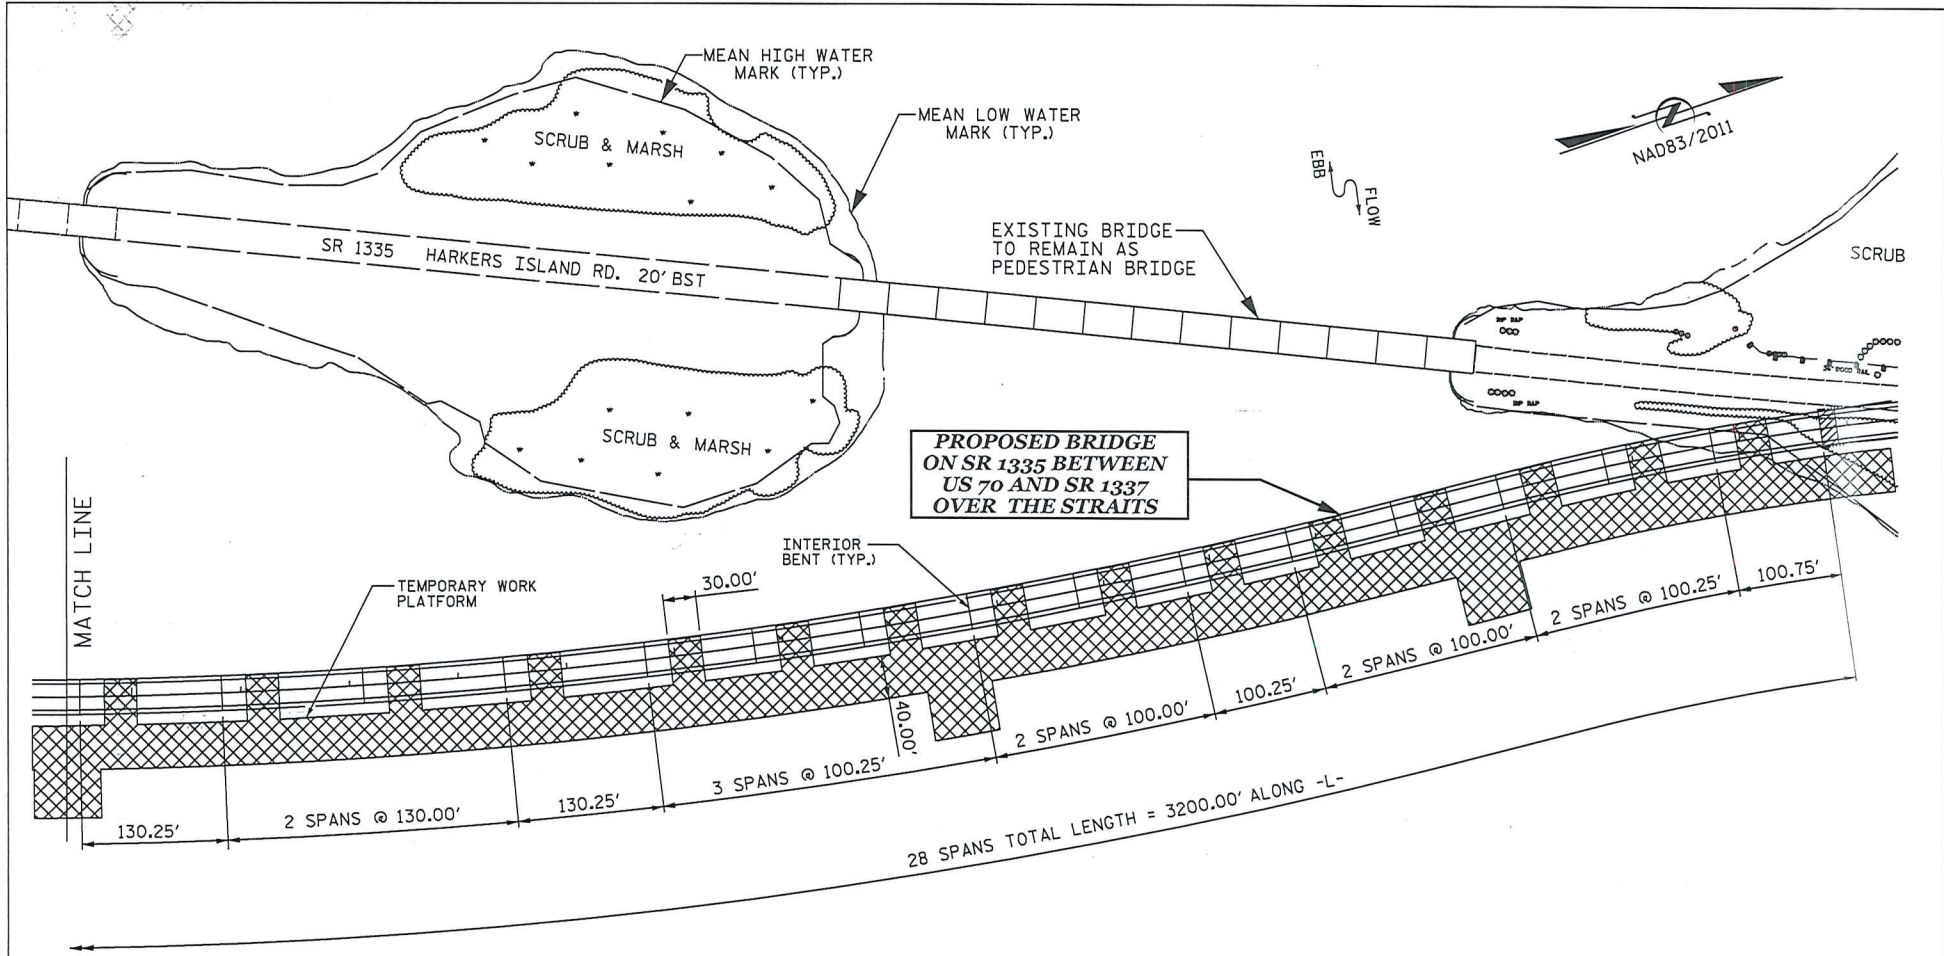 MEAN HIGH WATER
MARK (TYP.)
MEAN LOW WATER
MARK (TYP.)
SCRUB & MARSH
NAD83/2011
EBB
FLOW
EXISTING BRIDGE
TO REMAIN AS
PEDESTRIAN BRIDGE
SCRUB
SR 1335 HARKERS ISLAND RD. 20' BST
RIP RAP
RIP RAP
SCRUB & MARSH
PROPOSED BRIDGE
ON SR 1335 BETWEEN
US 70 AND SR 1337
OVER THE STRAITS
MATCH LINE
INTERIOR
BENT (TYP.)
TEMPORARY WORK
PLATFORM
30.00'
40.00'
130.25'
2 SPANS @ 130.00'
130.25'
3 SPANS @ 100.25'
2 SPANS @ 100.00'
100.25'
2 SPANS @ 100.00'
2 SPANS @ 100.25'
100.75'
28 SPANS TOTAL LENGTH = 3200.00' ALONG -L-